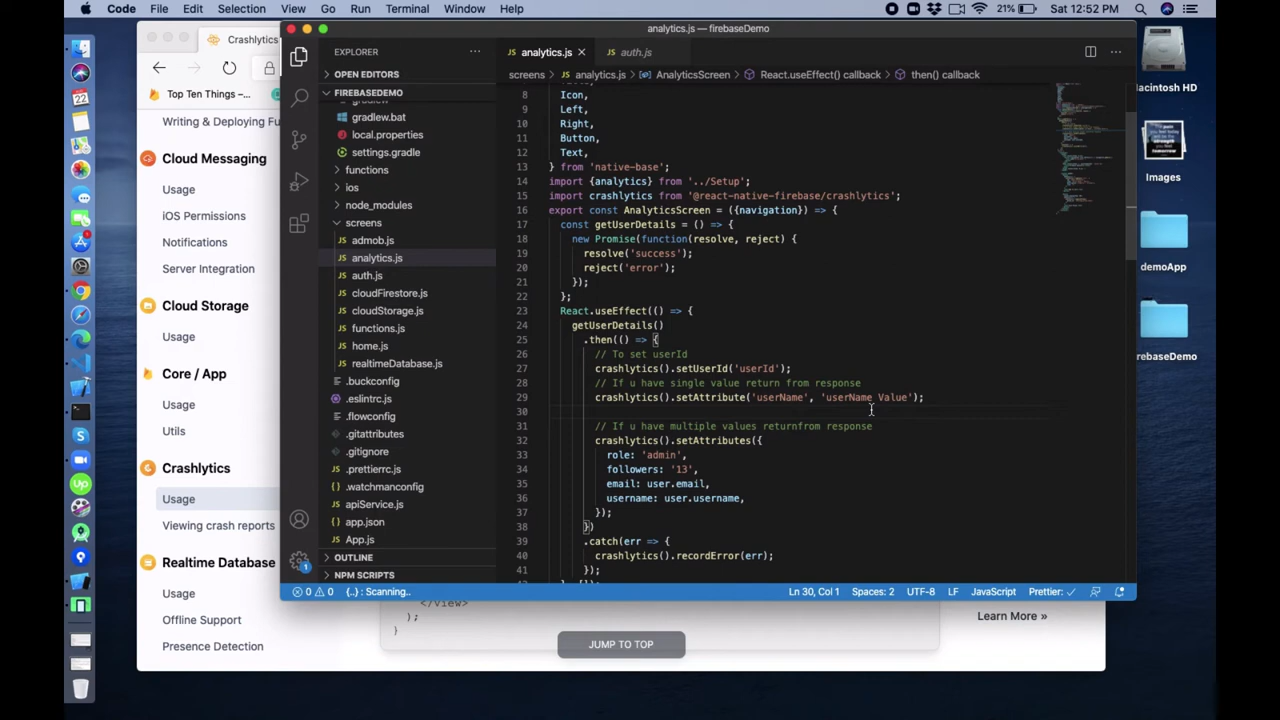 Code File Edit Selection View Go Run Terminal Window Help
21% Sat 12:52 PM
Crashlytics
Top Ten Things –...
Writing & Deploying Fu
Cloud Messaging
Usage
iOS Permissions
Notifications
Server Integration
Cloud Storage
Usage
Core / App
Usage
Utils
Crashlytics
Usage
Viewing crash reports
Realtime Database
Usage
Offline Support
Presence Detection
analytics.js — firebaseDemo
EXPLORER
OPEN EDITORS
FIREBASEDEMO
gradlew
gradlew.bat
local.properties
settings.gradle
functions
ios
node_modules
screens
admob.js
analytics.js
auth.js
cloudFirestore.js
cloudStorage.js
functions.js
home.js
realtimeDatabase.js
.buckconfig
.eslintrc.js
.flowconfig
.gitattributes
.gitignore
.prettierrc.js
.watchmanconfig
apiService.js
app.json
App.js
OUTLINE
NPM SCRIPTS
analytics.js auth.js
screens > analytics.js > AnalyticsScreen > React.useEffect() callback > then() callback
8 Icon,
9 Left,
10 Right,
11 Button,
12 Text,
13 } from 'native-base';
14 import {analytics} from '../Setup';
15 import crashlytics from '@react-native-firebase/crashlytics';
16 export const AnalyticsScreen = ({navigation}) => {
17 const getUserDetails = () => {
18 new Promise(function(resolve, reject) {
19 resolve('success');
20 reject('error');
21 });
22 };
23 React.useEffect(() => {
24 getUserDetails()
25 .then(() => {
26 // To set userId
27 crashlytics().setUserId('userId');
28 // If u have single value return from response
29 crashlytics().setAttribute('userName', 'userName Value');
30
31 // If u have multiple values returnfrom response
32 crashlytics().setAttributes({
33 role: 'admin',
34 followers: '13',
35 email: user.email,
36 username: user.username,
37 });
38 })
39 .catch(err => {
40 crashlytics().recordError(err);
41 });
0 0 {..} : Scanning.. Ln 30, Col 1 Spaces: 2 UTF-8 LF JavaScript Prettier: ✓
1
22
</View>
);
}
JUMP TO TOP
Learn More »
Macintosh HD
Images
demoApp
firebaseDemo